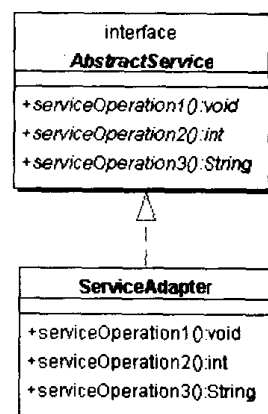 interface
AbstractService
+serviceOperation1():void
+serviceOperation2():int
+serviceOperation3():String
ServiceAdapter
+serviceOperation1():void
+serviceOperation2():int
+serviceOperation3():String